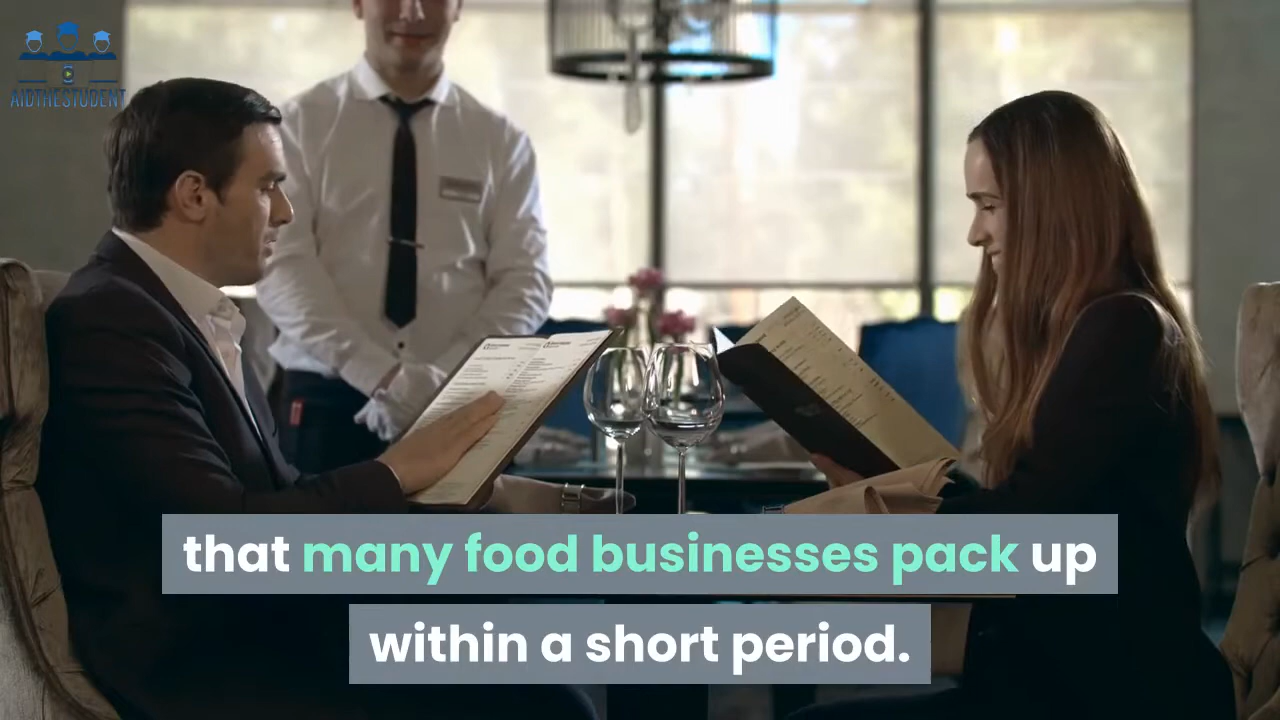 AIDTHESTUDENT
that many food businesses pack up
within a short period.